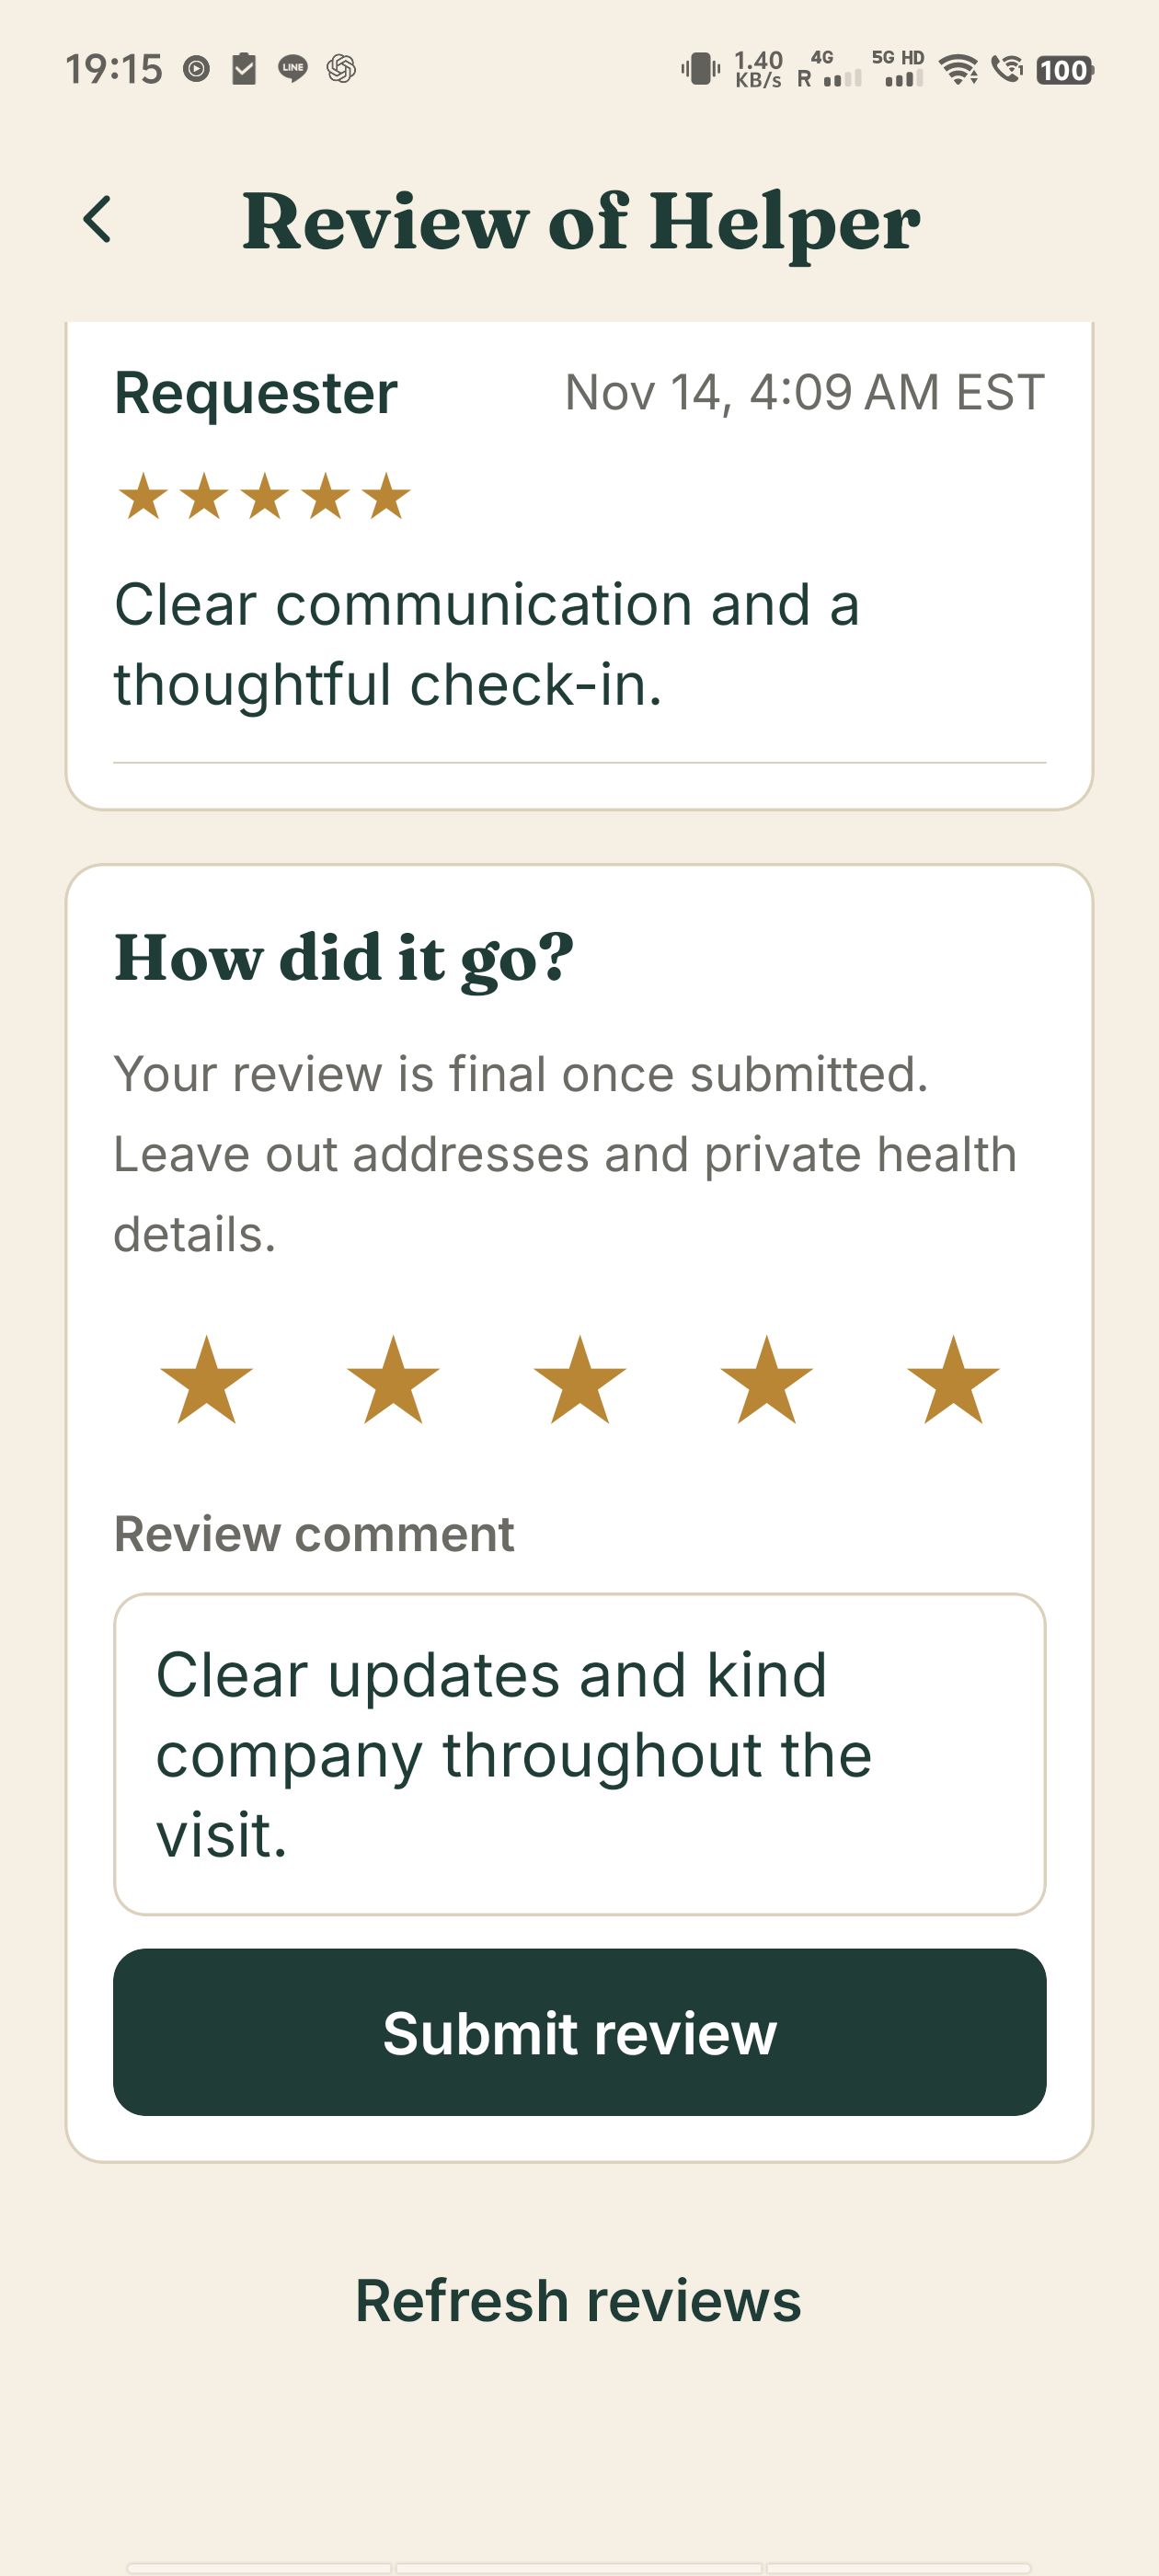 19:15
LINE
1.40 KB/s R 4G 5G HD 100
Review of Helper
Requester
Nov 14, 4:09 AM EST
★★★★★
Clear communication and a
thoughtful check-in.
How did it go?
Your review is final once submitted.
Leave out addresses and private health
details.
★ ★ ★ ★ ★
Review comment
Clear updates and kind
company throughout the
visit.
Submit review
Refresh reviews